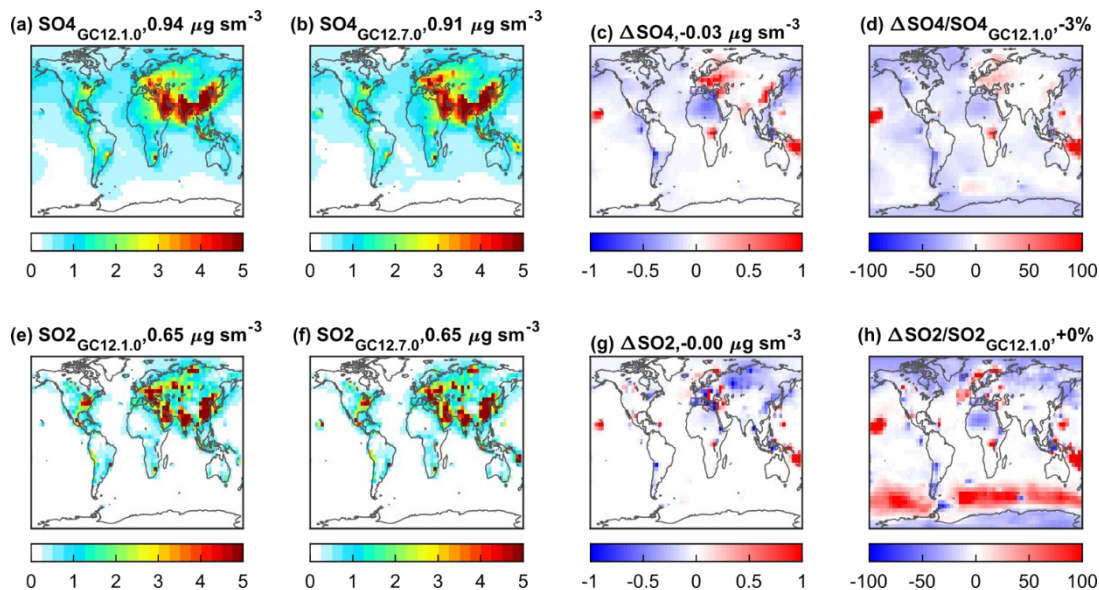 (a) SO4GC12.1.0,0.94 μg sm-3
(b) SO4GC12.7.0,0.91 μg sm-3
(c) ΔSO4,-0.03 μg sm-3
(d) ΔSO4/SO4GC12.1.0,-3%
0 1 2 3 4 5
0 1 2 3 4 5
-1 -0.5 0 0.5 1
-100 -50 0 50 100
(e) SO2GC12.1.0,0.65 μg sm-3
(f) SO2GC12.7.0,0.65 μg sm-3
(g) ΔSO2,-0.00 μg sm-3
(h) ΔSO2/SO2GC12.1.0,+0%
0 1 2 3 4 5
0 1 2 3 4 5
-1 -0.5 0 0.5 1
-100 -50 0 50 100